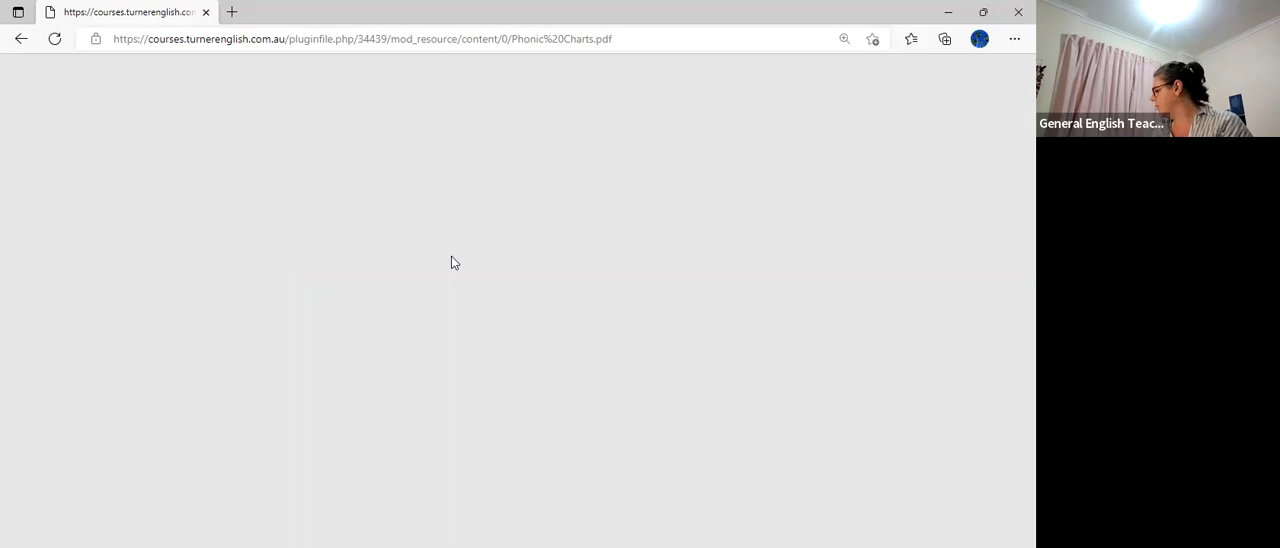 https://courses.turnerenglish.cor
https://courses.turnerenglish.com.au/pluginfile.php/34439/mod_resource/content/0/Phonic%20Charts.pdf
General English Teac...